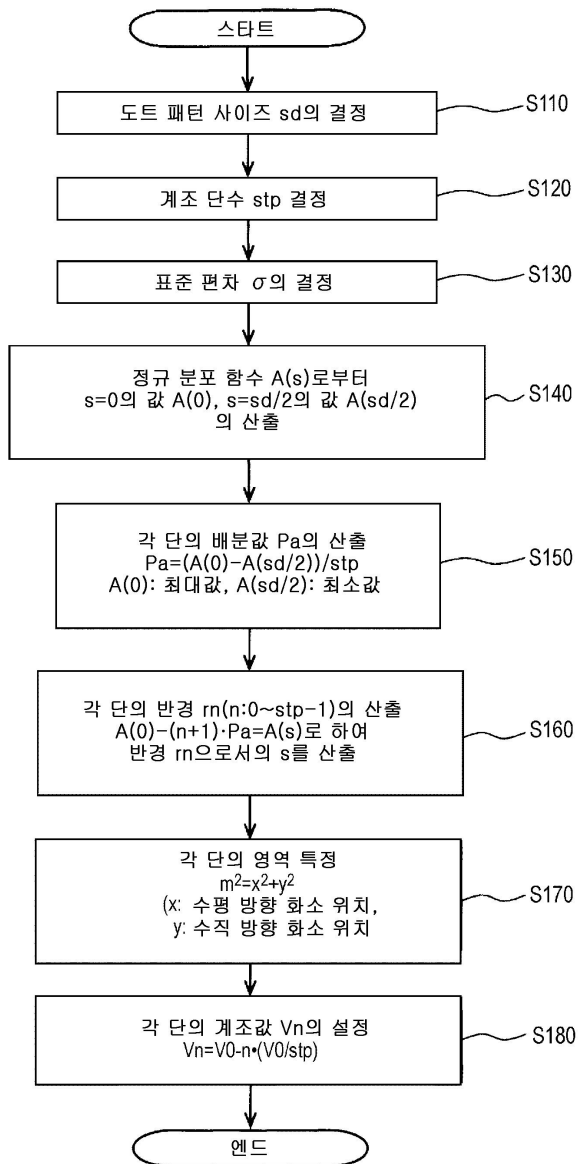 스타트
도트 패턴 사이즈 sd의 결정
S110
계조 단수 stp 결정
S120
표준 편차 σ의 결정
S130
정규 분포 함수 A(s)로부터
s=0의 값 A(0), s=sd/2의 값 A(sd/2)
의 산출
S140
각 단의 배분값 Pa의 산출
Pa=(A(0)-A(sd/2))/stp
A(0): 최대값, A(sd/2): 최소값
S150
각 단의 반경 rn(n:0~stp-1)의 산출
A(0)-(n+1)·Pa=A(s)로 하여
반경 rn으로서의 s를 산출
S160
각 단의 영역 특정
m²=x²+y²
(x: 수평 방향 화소 위치,
y: 수직 방향 화소 위치
S170
각 단의 계조값 Vn의 설정
Vn=V0-n•(V0/stp)
S180
엔드